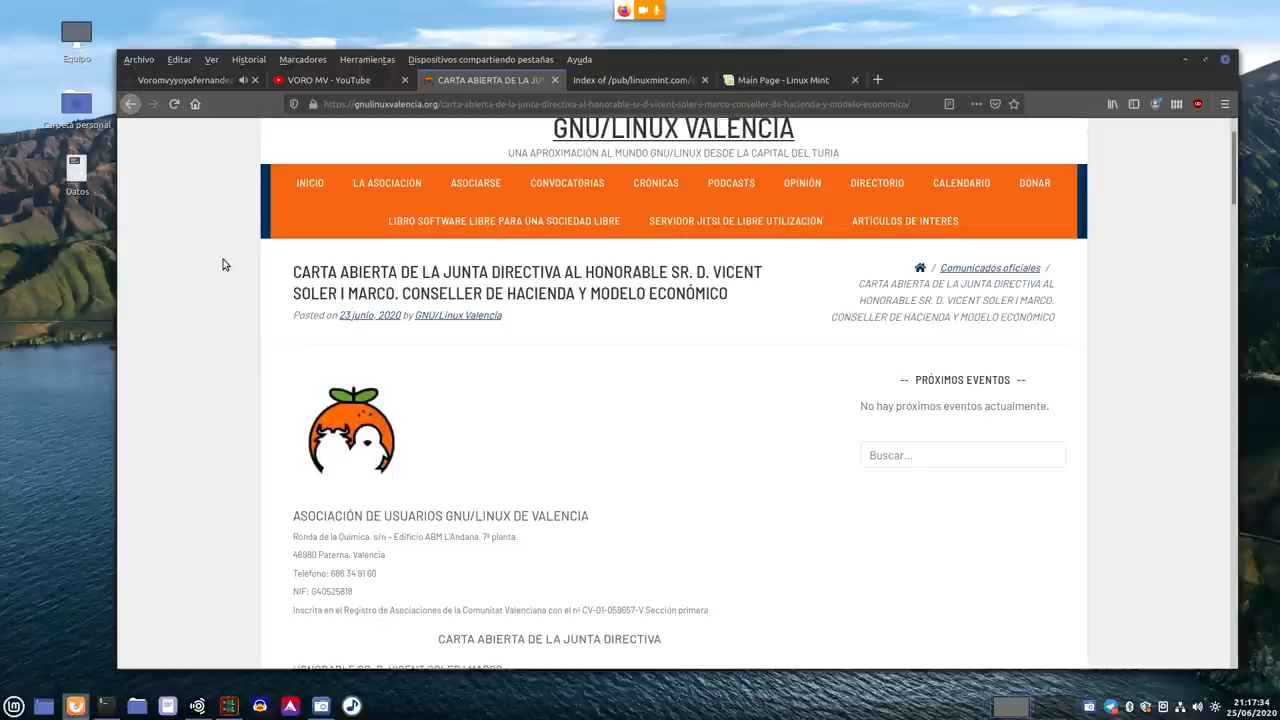 Equipo
Carpeta personal
Datos
Archivo Editar Ver Historial Marcadores Herramientas Dispositivos compartiendo pestañas Ayuda
Voromvyyoyofernandez
VORO MV - YouTube
CARTA ABIERTA DE LA JUN
Index of /pub/linuxmint.com/
Main Page - Linux Mint
https://gnulinuxvalencia.org/carta-abierta-de-la-junta-directiva-al-honorable-sr-d-vicent-soler-i-marco-conseller-de-hacienda-y-modelo-economico/
GNU/LINUX VALENCIA
UNA APROXIMACIÓN AL MUNDO GNU/LINUX DESDE LA CAPITAL DEL TURIA
INICIO LA ASOCIACIÓN ASOCIARSE CONVOCATORIAS CRÓNICAS PODCASTS OPINIÓN DIRECTORIO CALENDARIO DONAR
LIBRO SOFTWARE LIBRE PARA UNA SOCIEDAD LIBRE SERVIDOR JITSI DE LIBRE UTILIZACIÓN ARTÍCULOS DE INTERÉS
CARTA ABIERTA DE LA JUNTA DIRECTIVA AL HONORABLE SR. D. VICENT
SOLER I MARCO. CONSELLER DE HACIENDA Y MODELO ECONÓMICO
Posted on 23 junio, 2020 by GNU/Linux Valencia
/ Comunicados oficiales /
CARTA ABIERTA DE LA JUNTA DIRECTIVA AL
HONORABLE SR. D. VICENT SOLER I MARCO.
CONSELLER DE HACIENDA Y MODELO ECONÓMICO
-- PRÓXIMOS EVENTOS --
No hay próximos eventos actualmente.
Buscar...
ASOCIACIÓN DE USUARIOS GNU/LINUX DE VALENCIA
Ronda de la Química, s/n – Edificio ABM L'Andana. 7ª planta
46980 Paterna, Valencia
Teléfono: 686 34 91 60
NIF: G40525818
Inscrita en el Registro de Asociaciones de la Comunitat Valenciana con el nº CV-01-059657-V Sección primera
CARTA ABIERTA DE LA JUNTA DIRECTIVA
HONORABLE SR. D. VICENT SOLER I MARCO
21:17:34
25/06/2020